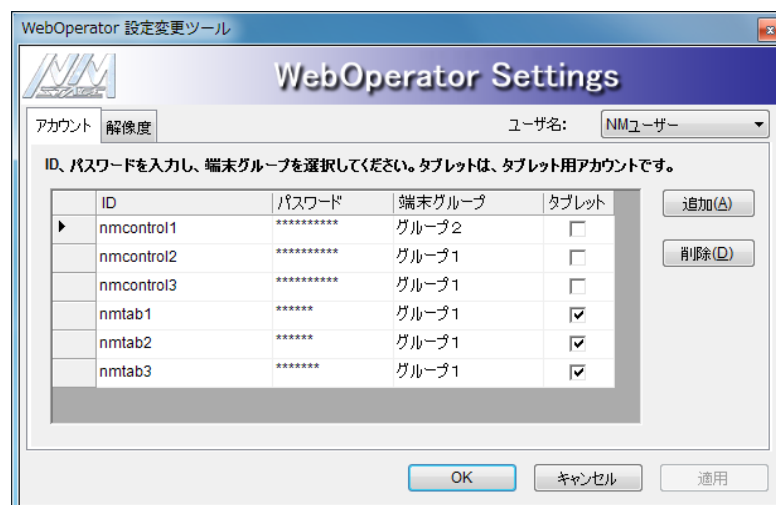 WebOperator 設定変更ツール
NM
WebOperator Settings
アカウント 解像度 ユーザ名: NMユーザー
ID、パスワードを入力し、端末グループを選択してください。タブレットは、タブレット用アカウントです。
ID パスワード 端末グループ タブレット 追加(A)
nmcontrol1 ********** グループ2
nmcontrol2 ********** グループ1 削除(D)
nmcontrol3 ********** グループ1
nmtab1 ****** グループ1
nmtab2 ****** グループ1
nmtab3 ******* グループ1
OK キャンセル 適用